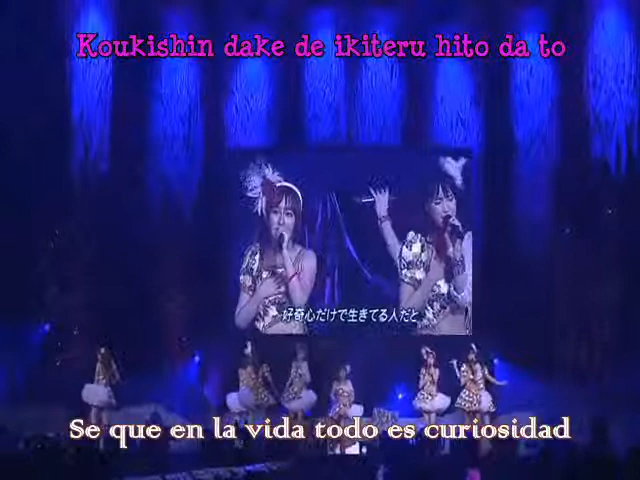 Koukishin dake de ikiteru hito da to
好奇心だけで生きてる人だと
Se que en la vida todo es curiosidad